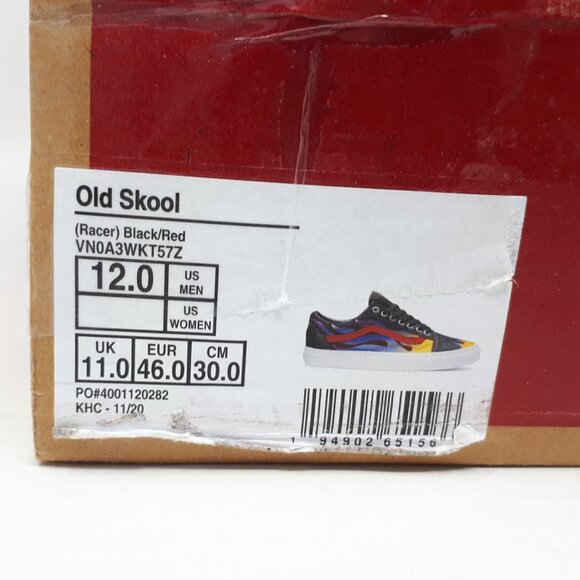 Old Skool
(Racer) Black/Red
VN0A3WKT57Z
12.0 US MEN
US WOMEN
UK 11.0 EUR 46.0 CM 30.0
PO#4001120282
KHC - 11/20
1 94902 65156